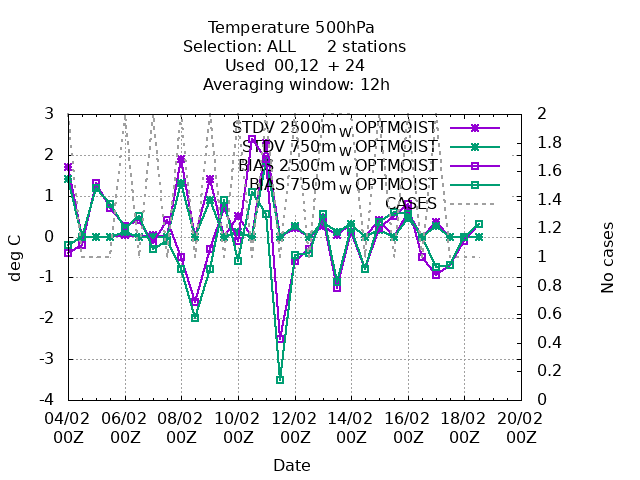 Temperature 500hPa
Selection: ALL 2 stations
Used 00,12 + 24
Averaging window: 12h
STDV 2500m w OPTMOIST
STDV 750m w OPTMOIST
BIAS 2500m w OPTMOIST
BIAS 750m w OPTMOIST
CASES
3
2
1
0
-1
-2
-3
-4
deg C
2
1.8
1.6
1.4
1.2
1
0.8
0.6
0.4
0.2
0
No cases
04/02 06/02 08/02 10/02 12/02 14/02 16/02 18/02 20/02
00Z 00Z 00Z 00Z 00Z 00Z 00Z 00Z 00Z
Date